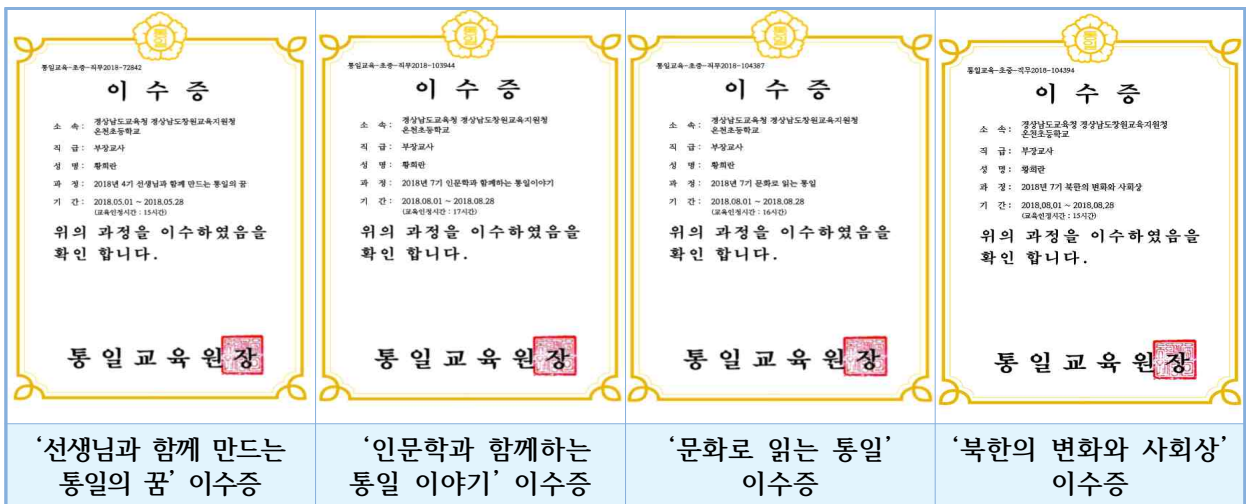 통일
통일교육-초중-직무2018-72842
이 수 증
소 속 : 경상남도교육청 경상남도창원교육지원청
온천초등학교
직 급 : 부장교사
성 명 : 황희란
과 정 : 2018년 4기 선생님과 함께 만드는 통일의 꿈
기 간 : 2018.05.01 ~ 2018.05.28
(교육인정시간 : 15시간)
위의 과정을 이수하였음을
확인 합니다.
통 일 교 육 원 장
‘선생님과 함께 만드는
통일의 꿈’ 이수증
통일
통일교육-초중-직무2018-103944
이 수 증
소 속 : 경상남도교육청 경상남도창원교육지원청
온천초등학교
직 급 : 부장교사
성 명 : 황희란
과 정 : 2018년 7기 인문학과 함께하는 통일이야기
기 간 : 2018.08.01 ~ 2018.08.28
(교육인정시간 : 17시간)
위의 과정을 이수하였음을
확인 합니다.
통 일 교 육 원 장
‘인문학과 함께하는
통일 이야기’ 이수증
통일
통일교육-초중-직무2018-104387
이 수 증
소 속 : 경상남도교육청 경상남도창원교육지원청
온천초등학교
직 급 : 부장교사
성 명 : 황희란
과 정 : 2018년 7기 문화로 읽는 통일
기 간 : 2018.08.01 ~ 2018.08.28
(교육인정시간 : 16시간)
위의 과정을 이수하였음을
확인 합니다.
통 일 교 육 원 장
‘문화로 읽는 통일’
이수증
통일
통일교육-초중-직무2018-104394
이 수 증
소 속 : 경상남도교육청 경상남도창원교육지원청
온천초등학교
직 급 : 부장교사
성 명 : 황희란
과 정 : 2018년 7기 북한의 변화와 사회상
기 간 : 2018.08.01 ~ 2018.08.28
(교육인정시간 : 15시간)
위의 과정을 이수하였음을
확인 합니다.
통 일 교 육 원 장
‘북한의 변화와 사회상’
이수증